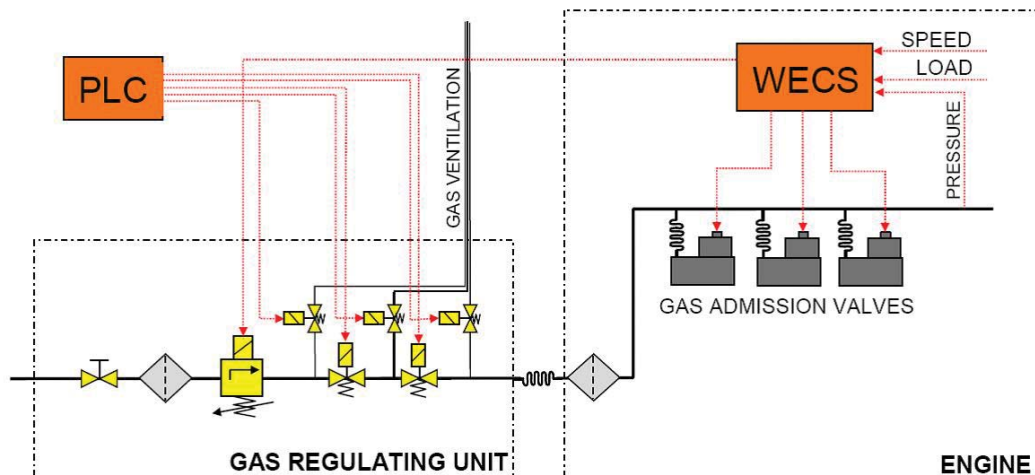 PLC
GAS VENTILATION
WECS
SPEED
LOAD
PRESSURE
GAS ADMISSION VALVES
GAS REGULATING UNIT
ENGINE